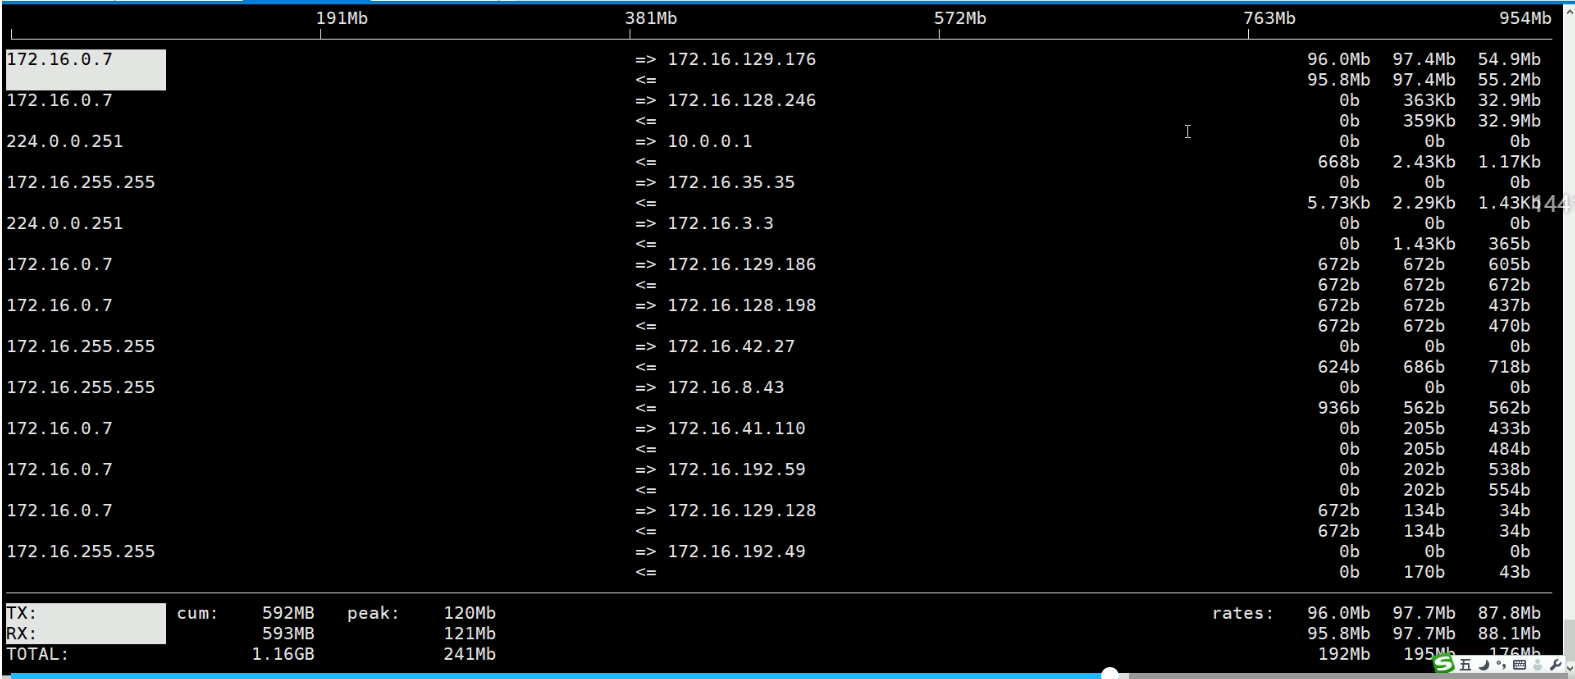 191Mb 381Mb 572Mb 763Mb 954Mb
172.16.0.7 => 172.16.129.176 96.0Mb 97.4Mb 54.9Mb
<= 95.8Mb 97.4Mb 55.2Mb
172.16.0.7 => 172.16.128.246 0b 363Kb 32.9Mb
<= 0b 359Kb 32.9Mb
224.0.0.251 => 10.0.0.1 0b 0b 0b
<= 668b 2.43Kb 1.17Kb
172.16.255.255 => 172.16.35.35 0b 0b 0b
<= 5.73Kb 2.29Kb 1.43Kb 144
224.0.0.251 => 172.16.3.3 0b 0b 0b
<= 0b 1.43Kb 365b
172.16.0.7 => 172.16.129.186 672b 672b 605b
<= 672b 672b 672b
172.16.0.7 => 172.16.128.198 672b 672b 437b
<= 672b 672b 470b
172.16.255.255 => 172.16.42.27 0b 0b 0b
<= 624b 686b 718b
172.16.255.255 => 172.16.8.43 0b 0b 0b
<= 936b 562b 562b
172.16.0.7 => 172.16.41.110 0b 205b 433b
<= 0b 205b 484b
172.16.0.7 => 172.16.192.59 0b 202b 538b
<= 0b 202b 554b
172.16.0.7 => 172.16.129.128 672b 134b 34b
<= 672b 134b 34b
172.16.255.255 => 172.16.192.49 0b 0b 0b
<= 0b 170b 43b
TX: cum: 592MB peak: 120Mb rates: 96.0Mb 97.7Mb 87.8Mb
RX: 593MB 121Mb 95.8Mb 97.7Mb 88.1Mb
TOTAL: 1.16GB 241Mb 192Mb 195Mb 176Mb
S 五